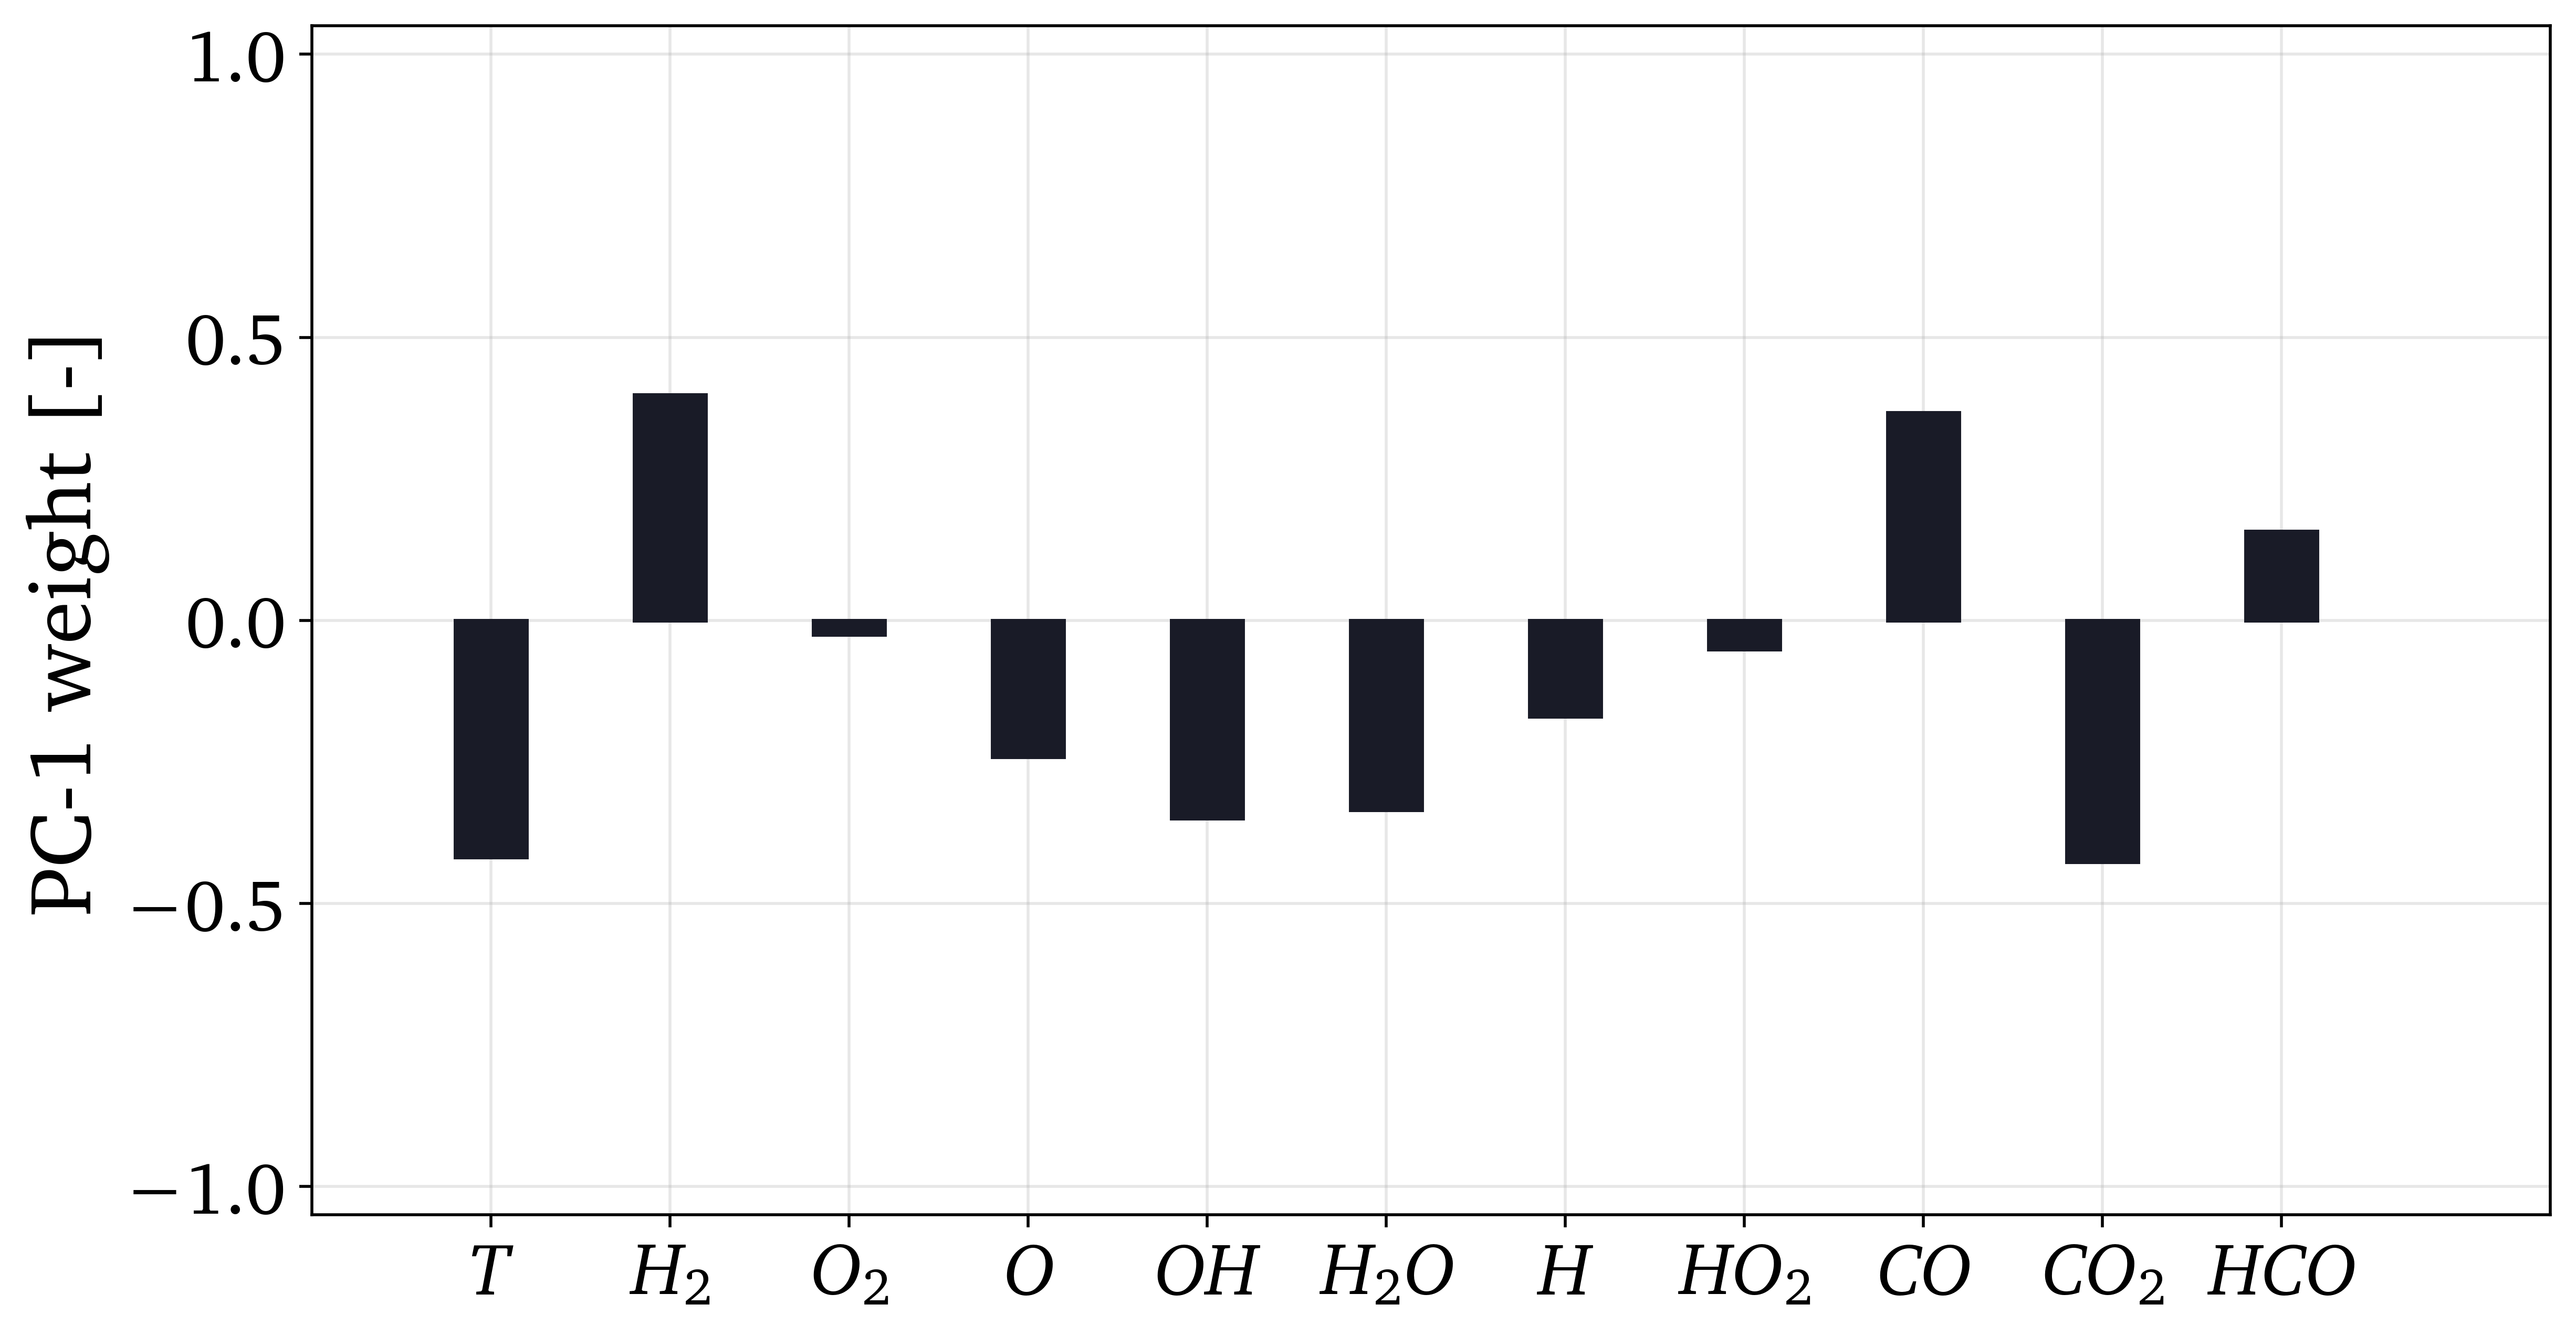 PC-1 weight [-]
1.0
0.5
0.0
−0.5
−1.0
T H₂ O₂ O OH H₂O H HO₂ CO CO₂ HCO